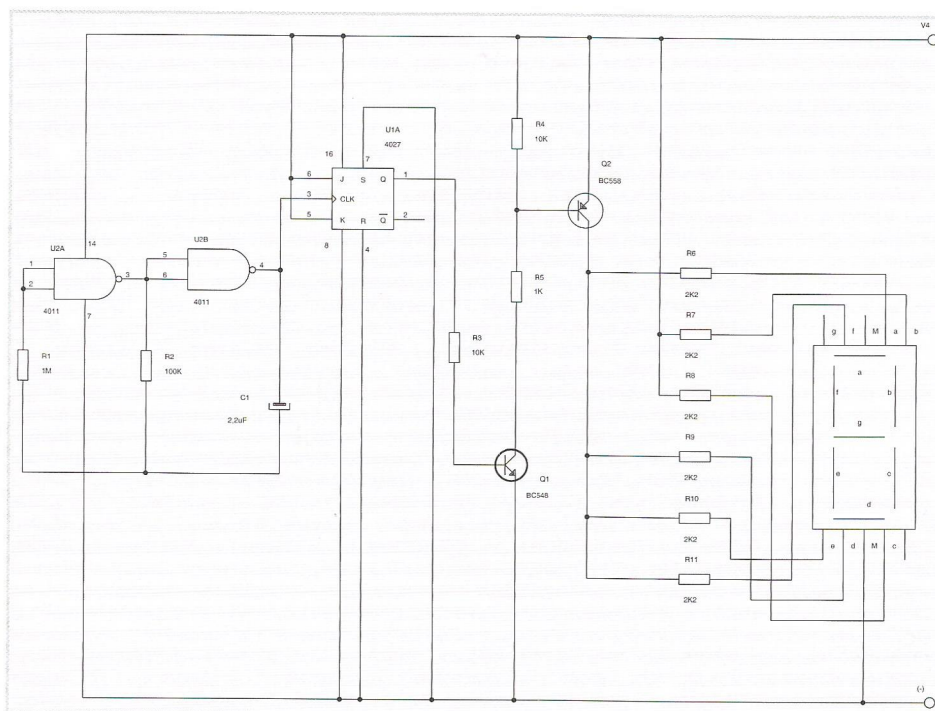 V4
R4
10K
U1A
4027
16
7
Q2
BC558
6
J
S
Q
1
3
CLK
5
K
R
Q
2
8
4
U2A
14
U2B
1
2
3
5
6
4
4011
7
4011
R5
1K
R6
2K2
R7
2K2
R8
2K2
R9
2K2
R10
2K2
R11
2K2
g f M a b
a
f b
g
e c
d
e d M c
R1
1M
R2
100K
R3
10K
C1
2,2uF
Q1
BC548
(-)